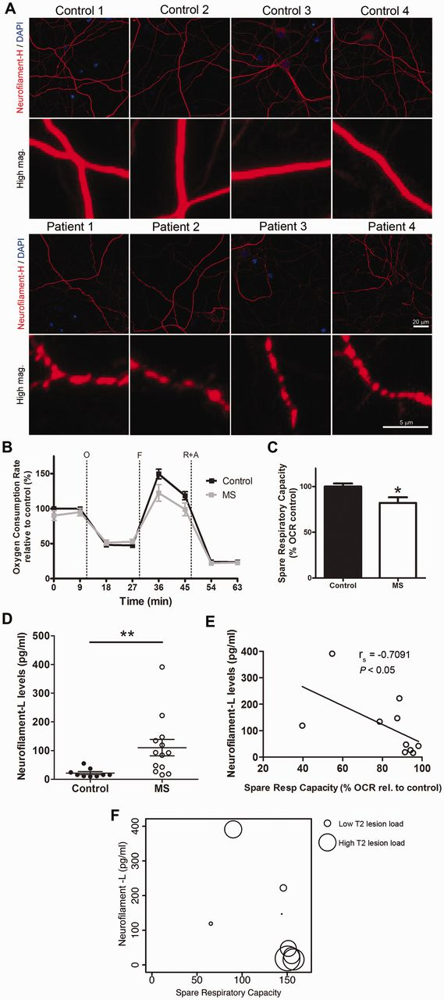 A
Control 1 Control 2 Control 3 Control 4
Neurofilament-H / DAPI
High mag.
Patient 1 Patient 2 Patient 3 Patient 4
Neurofilament-H / DAPI
20 µm
High mag.
5 µm
B
O F R+A
Oxygen Consumption Rate
relative to control (%)
150
100
50
0
Control
MS
0 9 18 27 36 45 54 63
Time (min)
C
Spare Respiratory Capacity
(% OCR control)
100
50
0
*
Control MS
D
Neurofilament-L levels (pg/ml)
500
400
300
200
100
0
**
Control MS
E
Neurofilament-L levels (pg/ml)
400
300
200
100
0
rs = -0.7091
P < 0.05
20 40 60 80 100
Spare Resp Capacity (% OCR rel. to control)
F
Neurofilament -L (pg/ml)
400
300
200
100
0
Low T2 lesion load
High T2 lesion load
0 50 100 150
Spare Respiratory Capacity